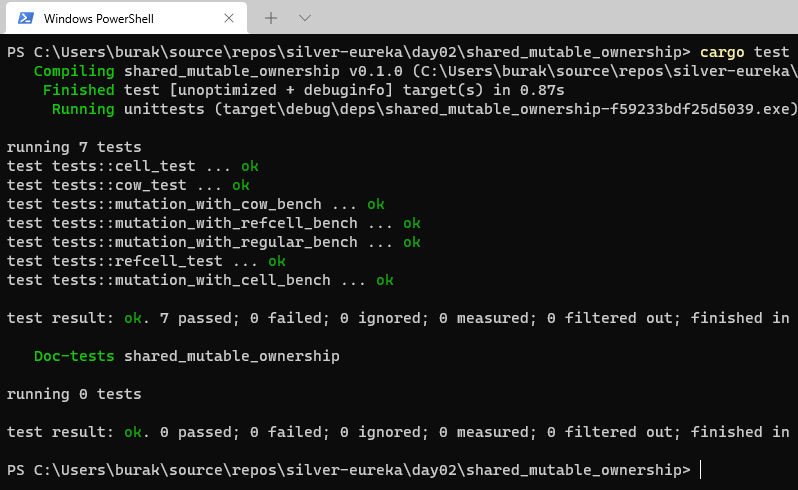 Windows PowerShell
PS C:\Users\burak\source\repos\silver-eureka\day02\shared_mutable_ownership> cargo test
Compiling shared_mutable_ownership v0.1.0 (C:\Users\burak\source\repos\silver-eureka\
Finished test [unoptimized + debuginfo] target(s) in 0.87s
Running unittests (target\debug\deps\shared_mutable_ownership-f59233bdf25d5039.exe)
running 7 tests
test tests::cell_test ... ok
test tests::cow_test ... ok
test tests::mutation_with_cow_bench ... ok
test tests::mutation_with_refcell_bench ... ok
test tests::mutation_with_regular_bench ... ok
test tests::refcell_test ... ok
test tests::mutation_with_cell_bench ... ok
test result: ok. 7 passed; 0 failed; 0 ignored; 0 measured; 0 filtered out; finished in
Doc-tests shared_mutable_ownership
running 0 tests
test result: ok. 0 passed; 0 failed; 0 ignored; 0 measured; 0 filtered out; finished in
PS C:\Users\burak\source\repos\silver-eureka\day02\shared_mutable_ownership>